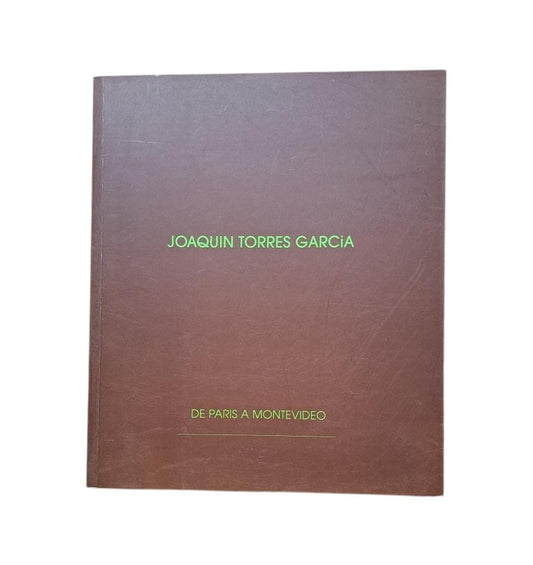 JOAQUIN TORRES GARCíA
DE PARIS A MONTEVIDEO